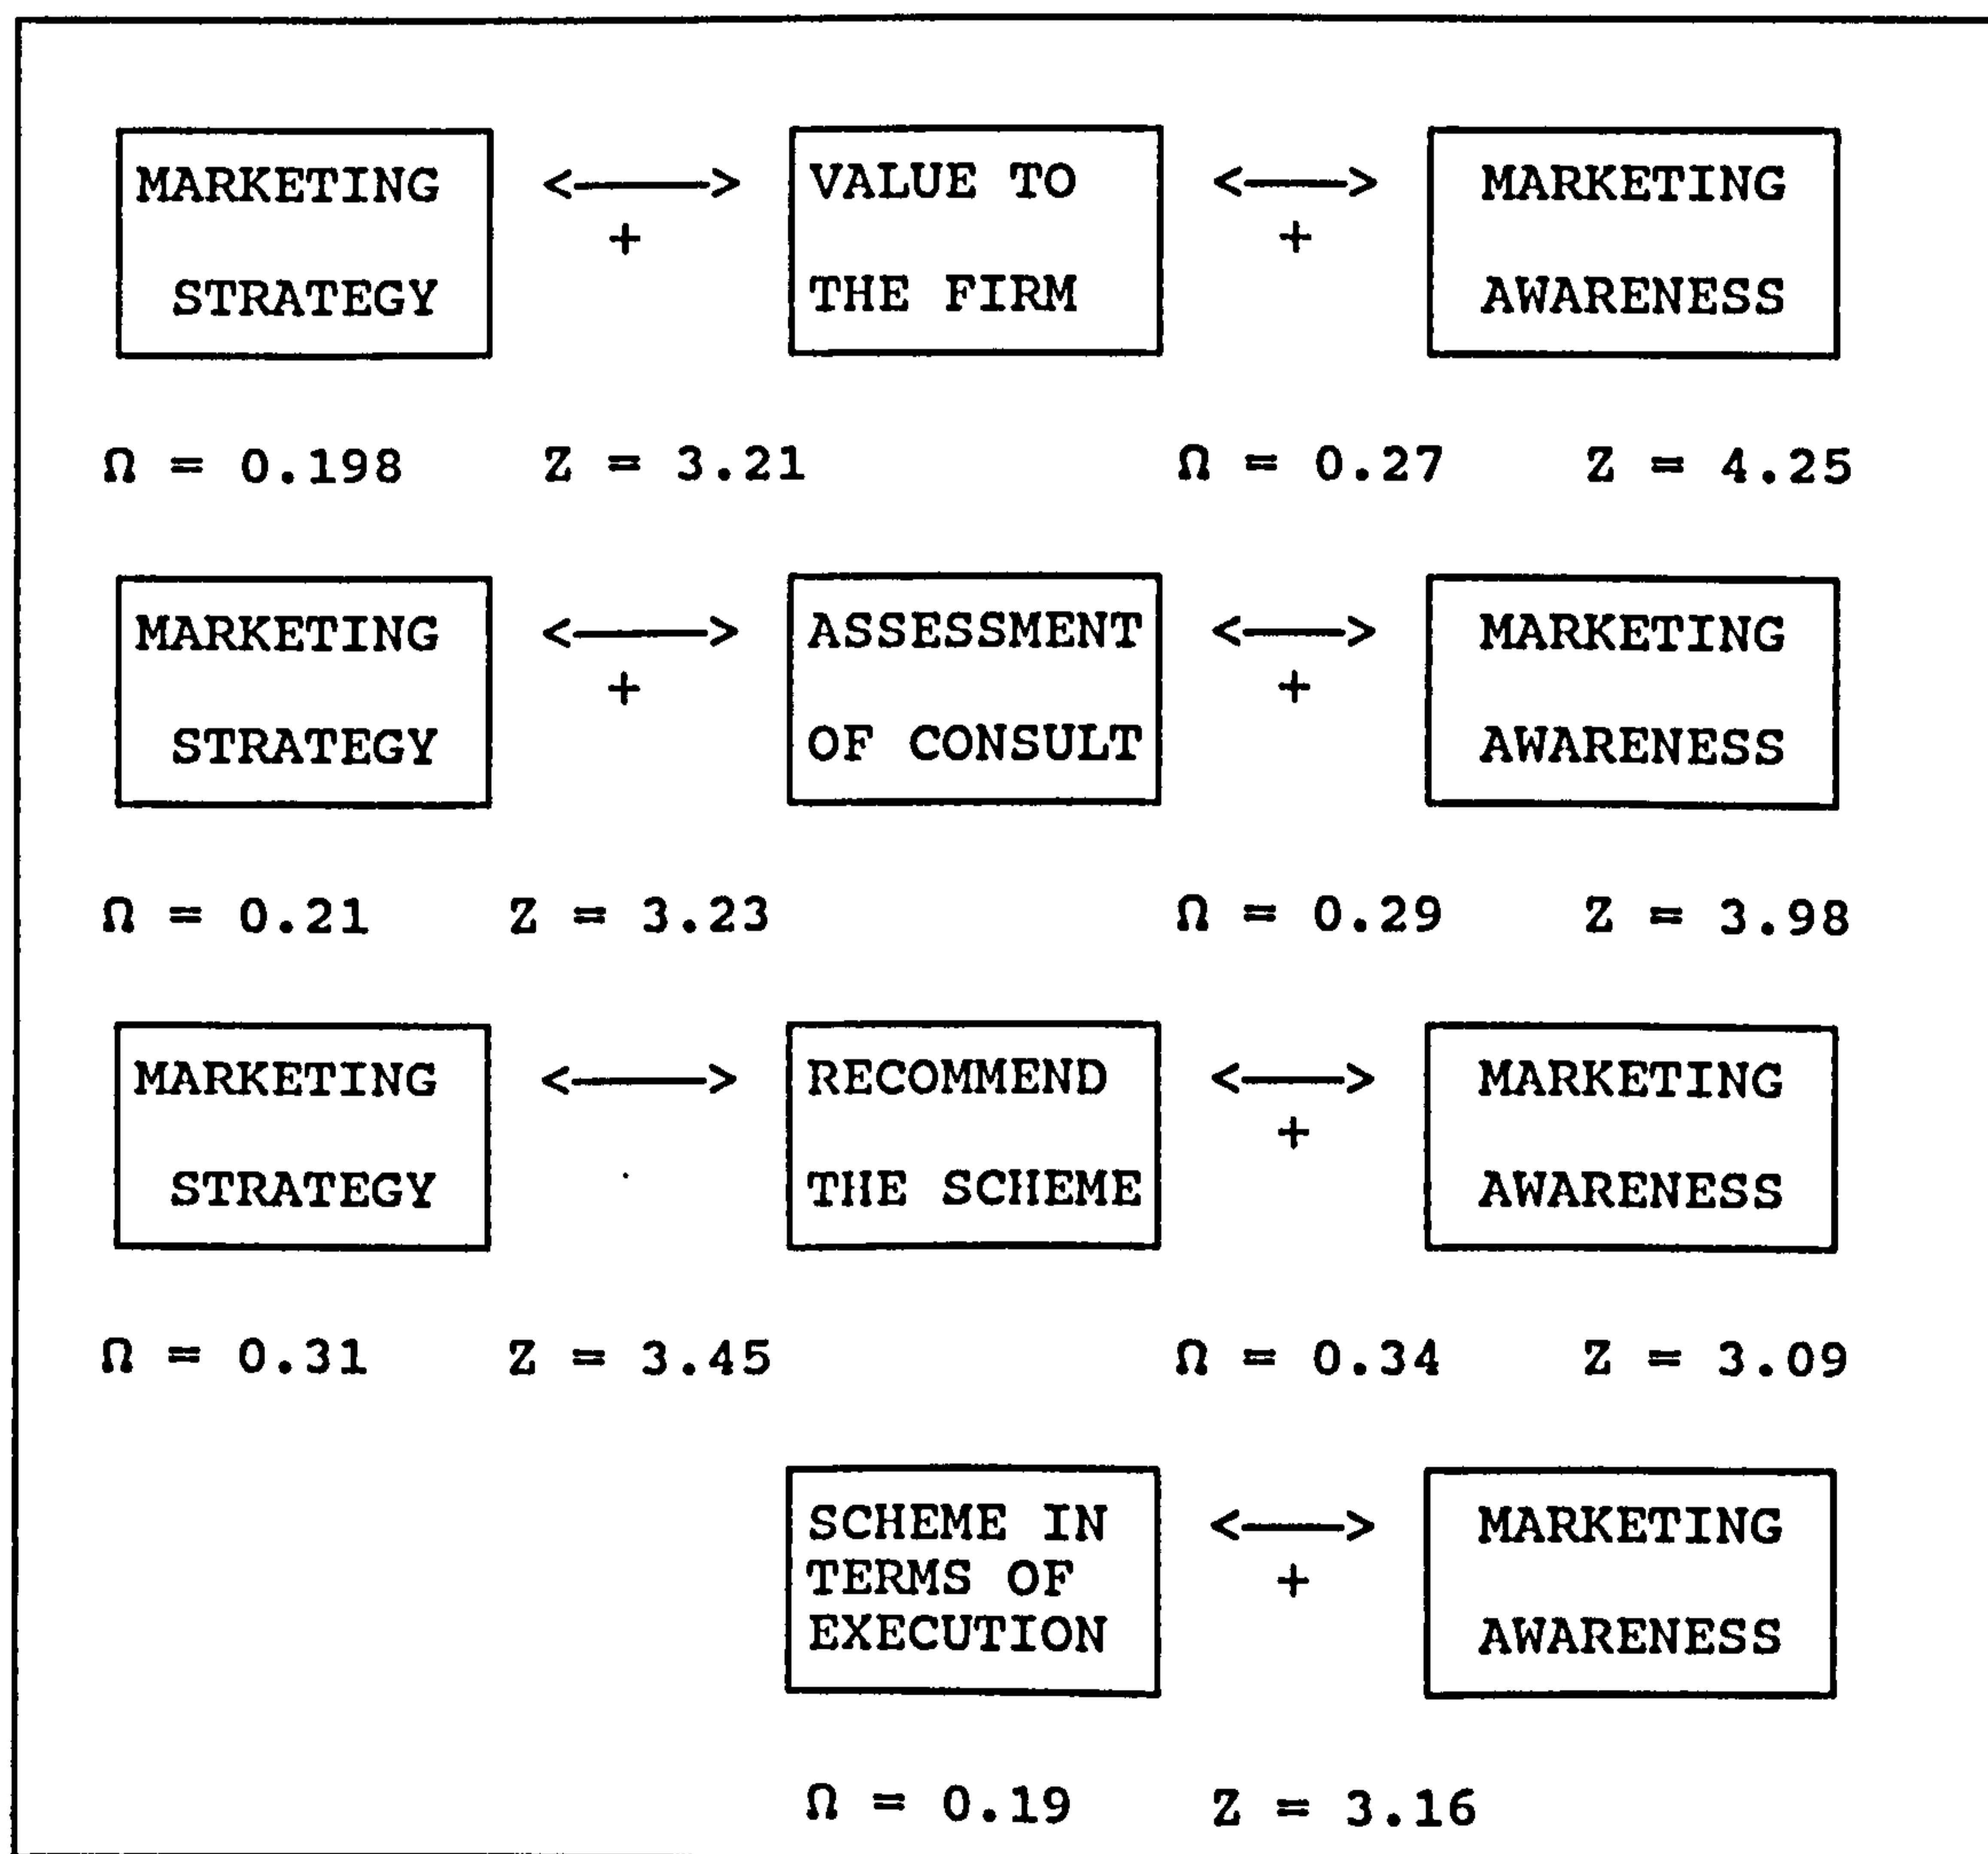 MARKETING <——> VALUE TO <——> MARKETING
+ +
STRATEGY THE FIRM AWARENESS
Ω = 0.198 Z = 3.21 Ω = 0.27 Z = 4.25
MARKETING <——> ASSESSMENT <——> MARKETING
+ +
STRATEGY OF CONSULT AWARENESS
Ω = 0.21 Z = 3.23 Ω = 0.29 Z = 3.98
MARKETING <——> RECOMMEND <——> MARKETING
+
STRATEGY THE SCHEME AWARENESS
Ω = 0.31 Z = 3.45 Ω = 0.34 Z = 3.09
SCHEME IN <——> MARKETING
TERMS OF +
EXECUTION AWARENESS
Ω = 0.19 Z = 3.16